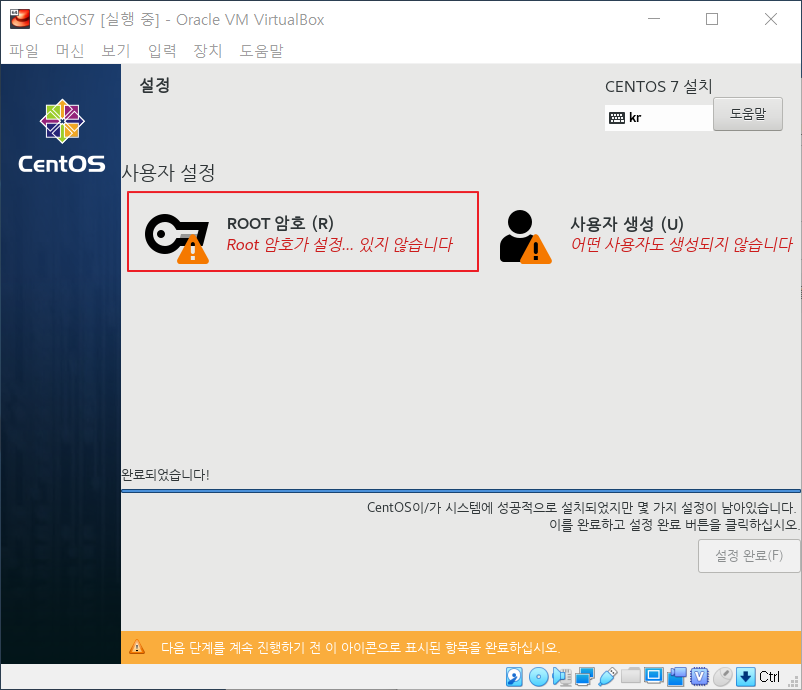 CentOS7 [실행 중] - Oracle VM VirtualBox
파일 머신 보기 입력 장치 도움말
설정
CENTOS 7 설치
kr
도움말
CentOS
사용자 설정
ROOT 암호 (R)
Root 암호가 설정... 있지 않습니다
사용자 생성 (U)
어떤 사용자도 생성되지 않습니다
완료되었습니다!
CentOS이/가 시스템에 성공적으로 설치되었지만 몇 가지 설정이 남아있습니다.
이를 완료하고 설정 완료 버튼을 클릭하십시오.
설정 완료(F)
다음 단계를 계속 진행하기 전 이 아이콘으로 표시된 항목을 완료하십시오.
Ctrl